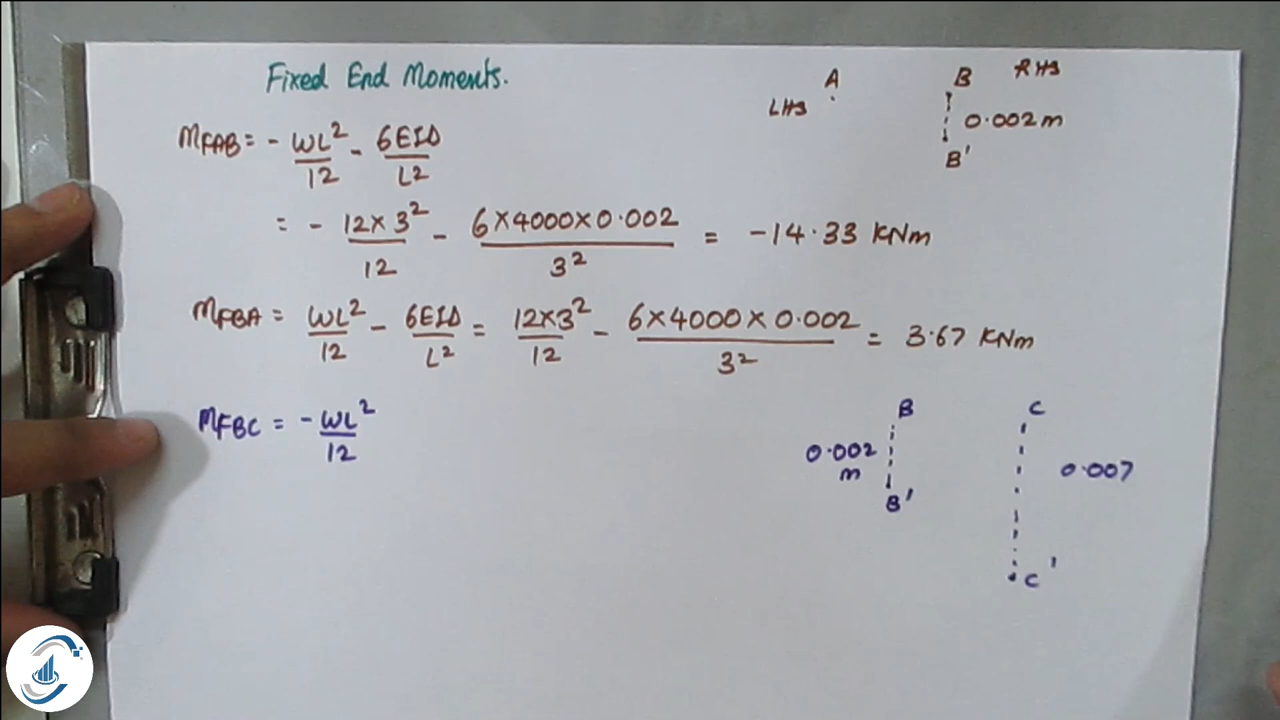 Fixed End Moments.
A
B
RHS
LHS
0.002m
B'
MFAB = - WL²/12 - 6EIΔ/L²
= - 12×3²/12 - 6×4000×0.002/3² = -14.33 KNm
MFBA = WL²/12 - 6EIΔ/L² = 12×3²/12 - 6×4000×0.002/3² = 3.67 KNm
MFBC = - WL²/12
B
C
0.002
m
0.007
B'
C'